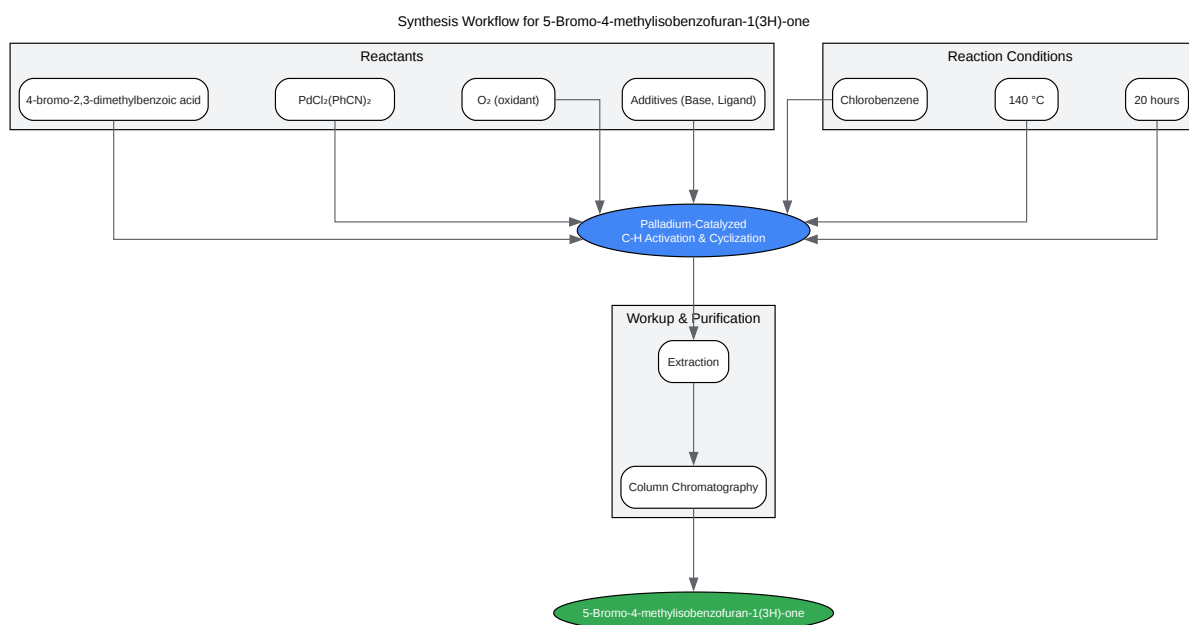 Synthesis Workflow for 5-Bromo-4-methylisobenzofuran-1(3H)-one
Reactants
Reaction Conditions
4-bromo-2,3-dimethylbenzoic acid
PdCl₂(PhCN)₂
O₂ (oxidant)
Additives (Base, Ligand)
Chlorobenzene
140 °C
20 hours
Palladium-Catalyzed
C-H Activation & Cyclization
Workup & Purification
Extraction
Column Chromatography
5-Bromo-4-methylisobenzofuran-1(3H)-one